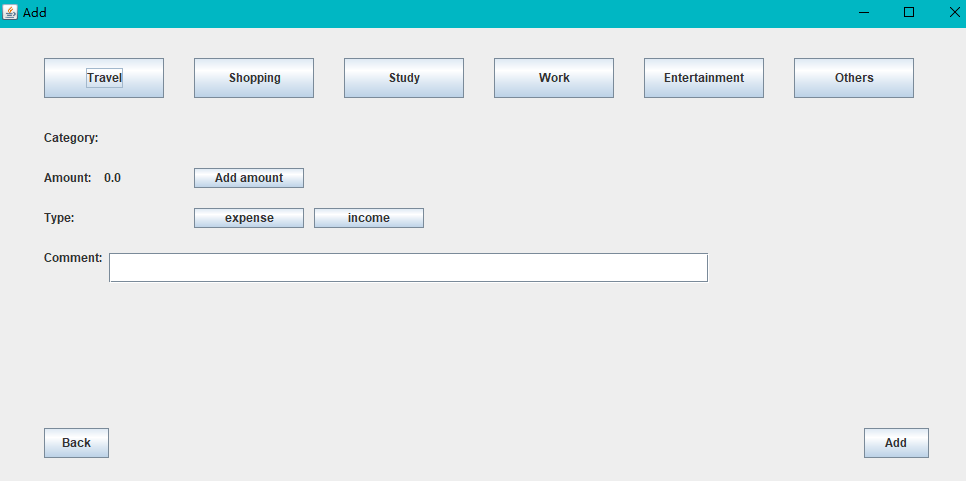 Add
Travel Shopping Study Work Entertainment Others
Category:
Amount: 0.0 Add amount
Type: expense income
Comment:
Back Add